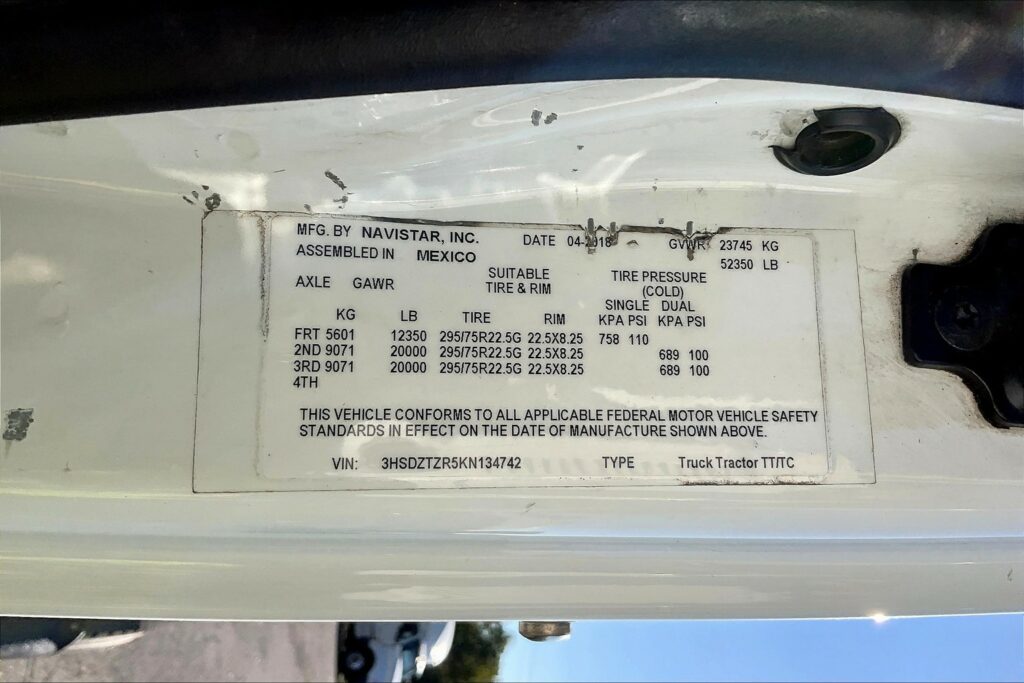 MFG. BY NAVISTAR, INC. DATE 04-2018 GVWR 23745 KG
ASSEMBLED IN MEXICO 52350 LB
AXLE GAWR SUITABLE TIRE PRESSURE
TIRE & RIM (COLD)
SINGLE DUAL
KG LB TIRE RIM KPA PSI KPA PSI
FRT 5601 12350 295/75R22.5G 22.5X8.25 758 110
2ND 9071 20000 295/75R22.5G 22.5X8.25 689 100
3RD 9071 20000 295/75R22.5G 22.5X8.25 689 100
4TH
THIS VEHICLE CONFORMS TO ALL APPLICABLE FEDERAL MOTOR VEHICLE SAFETY
STANDARDS IN EFFECT ON THE DATE OF MANUFACTURE SHOWN ABOVE.
VIN: 3HSDZTZR5KN134742 TYPE Truck Tractor TT/TC